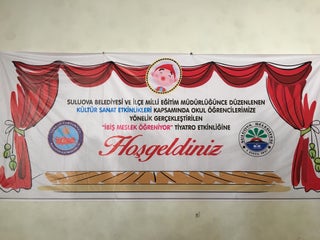 SULUOVA BELEDİYESİ VE İLÇE MİLLİ EĞİTİM MÜDÜRLÜĞÜNCE DÜZENLENEN
KÜLTÜR SANAT ETKİNLİKLERİ KAPSAMINDA OKUL ÖĞRENCİLERİMİZE
YÖNELİK GERÇEKLEŞTİRİLEN
"İBİŞ MESLEK ÖĞRENİYOR" TİYATRO ETKİNLİĞİNE
Hoşgeldiniz